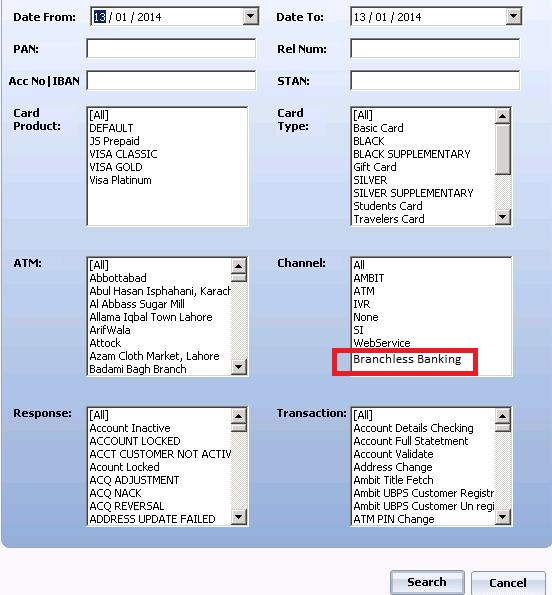 Date From: 13 / 01 / 2014 Date To: 13 / 01 / 2014
PAN: Rel Num:
Acc No|IBAN STAN:
Card Product:
[All]
DEFAULT
JS Prepaid
VISA CLASSIC
VISA GOLD
Visa Platinum
Card Type:
[All]
Basic Card
BLACK
BLACK SUPPLEMENTARY
Gift Card
SILVER
SILVER SUPPLEMENTARY
Students Card
Travelers Card
ATM:
[All]
Abbottabad
Abul Hasan Isphahani, Karach
Al Abbass Sugar Mill
Allama Iqbal Town Lahore
ArifWala
Attock
Azam Cloth Market, Lahore
Badami Bagh Branch
Channel:
All
AMBIT
ATM
IVR
None
SI
WebService
Branchless Banking
Response:
[All]
Account Inactive
ACCOUNT LOCKED
ACCT CUSTOMER NOT ACTIV
Acount Locked
ACQ ADJUSTMENT
ACQ NACK
ACQ REVERSAL
ADDRESS UPDATE FAILED
Transaction:
[All]
Account Details Checking
Account Full Statetment
Account Validate
Address Change
Ambit Title Fetch
Ambit UBPS Customer Registr
Ambit UBPS Customer Un regi
ATM PIN Change
Search Cancel